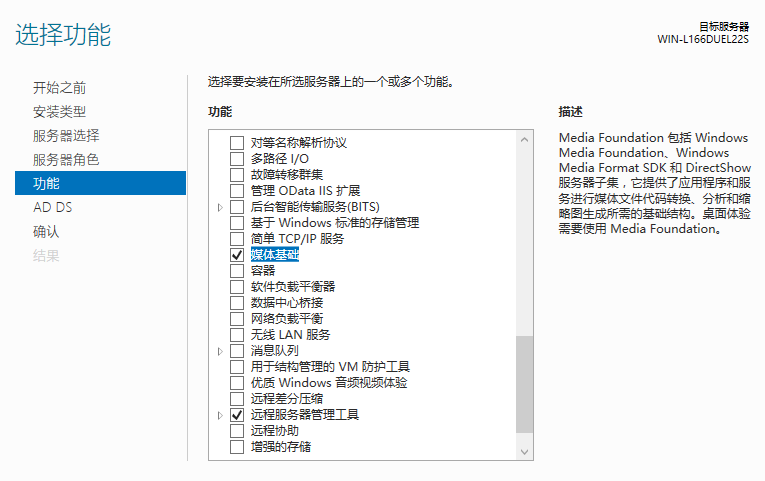 选择功能
目标服务器
WIN-L166DUEL22S
开始之前
安装类型
服务器选择
服务器角色
功能
AD DS
确认
结果
选择要安装在所选服务器上的一个或多个功能。
功能
对等名称解析协议
多路径 I/O
故障转移群集
管理 OData IIS 扩展
后台智能传输服务(BITS)
基于 Windows 标准的存储管理
简单 TCP/IP 服务
媒体基础
容器
软件负载平衡器
数据中心桥接
网络负载平衡
无线 LAN 服务
消息队列
用于结构管理的 VM 防护工具
优质 Windows 音频视频体验
远程差分压缩
远程服务器管理工具
远程协助
增强的存储
描述
Media Foundation 包括 Windows
Media Foundation、Windows
Media Format SDK 和 DirectShow
服务器子集，它提供了应用程序和服
务进行媒体文件代码转换、分析和缩
略图生成所需的基础结构。桌面体验
需要使用 Media Foundation。